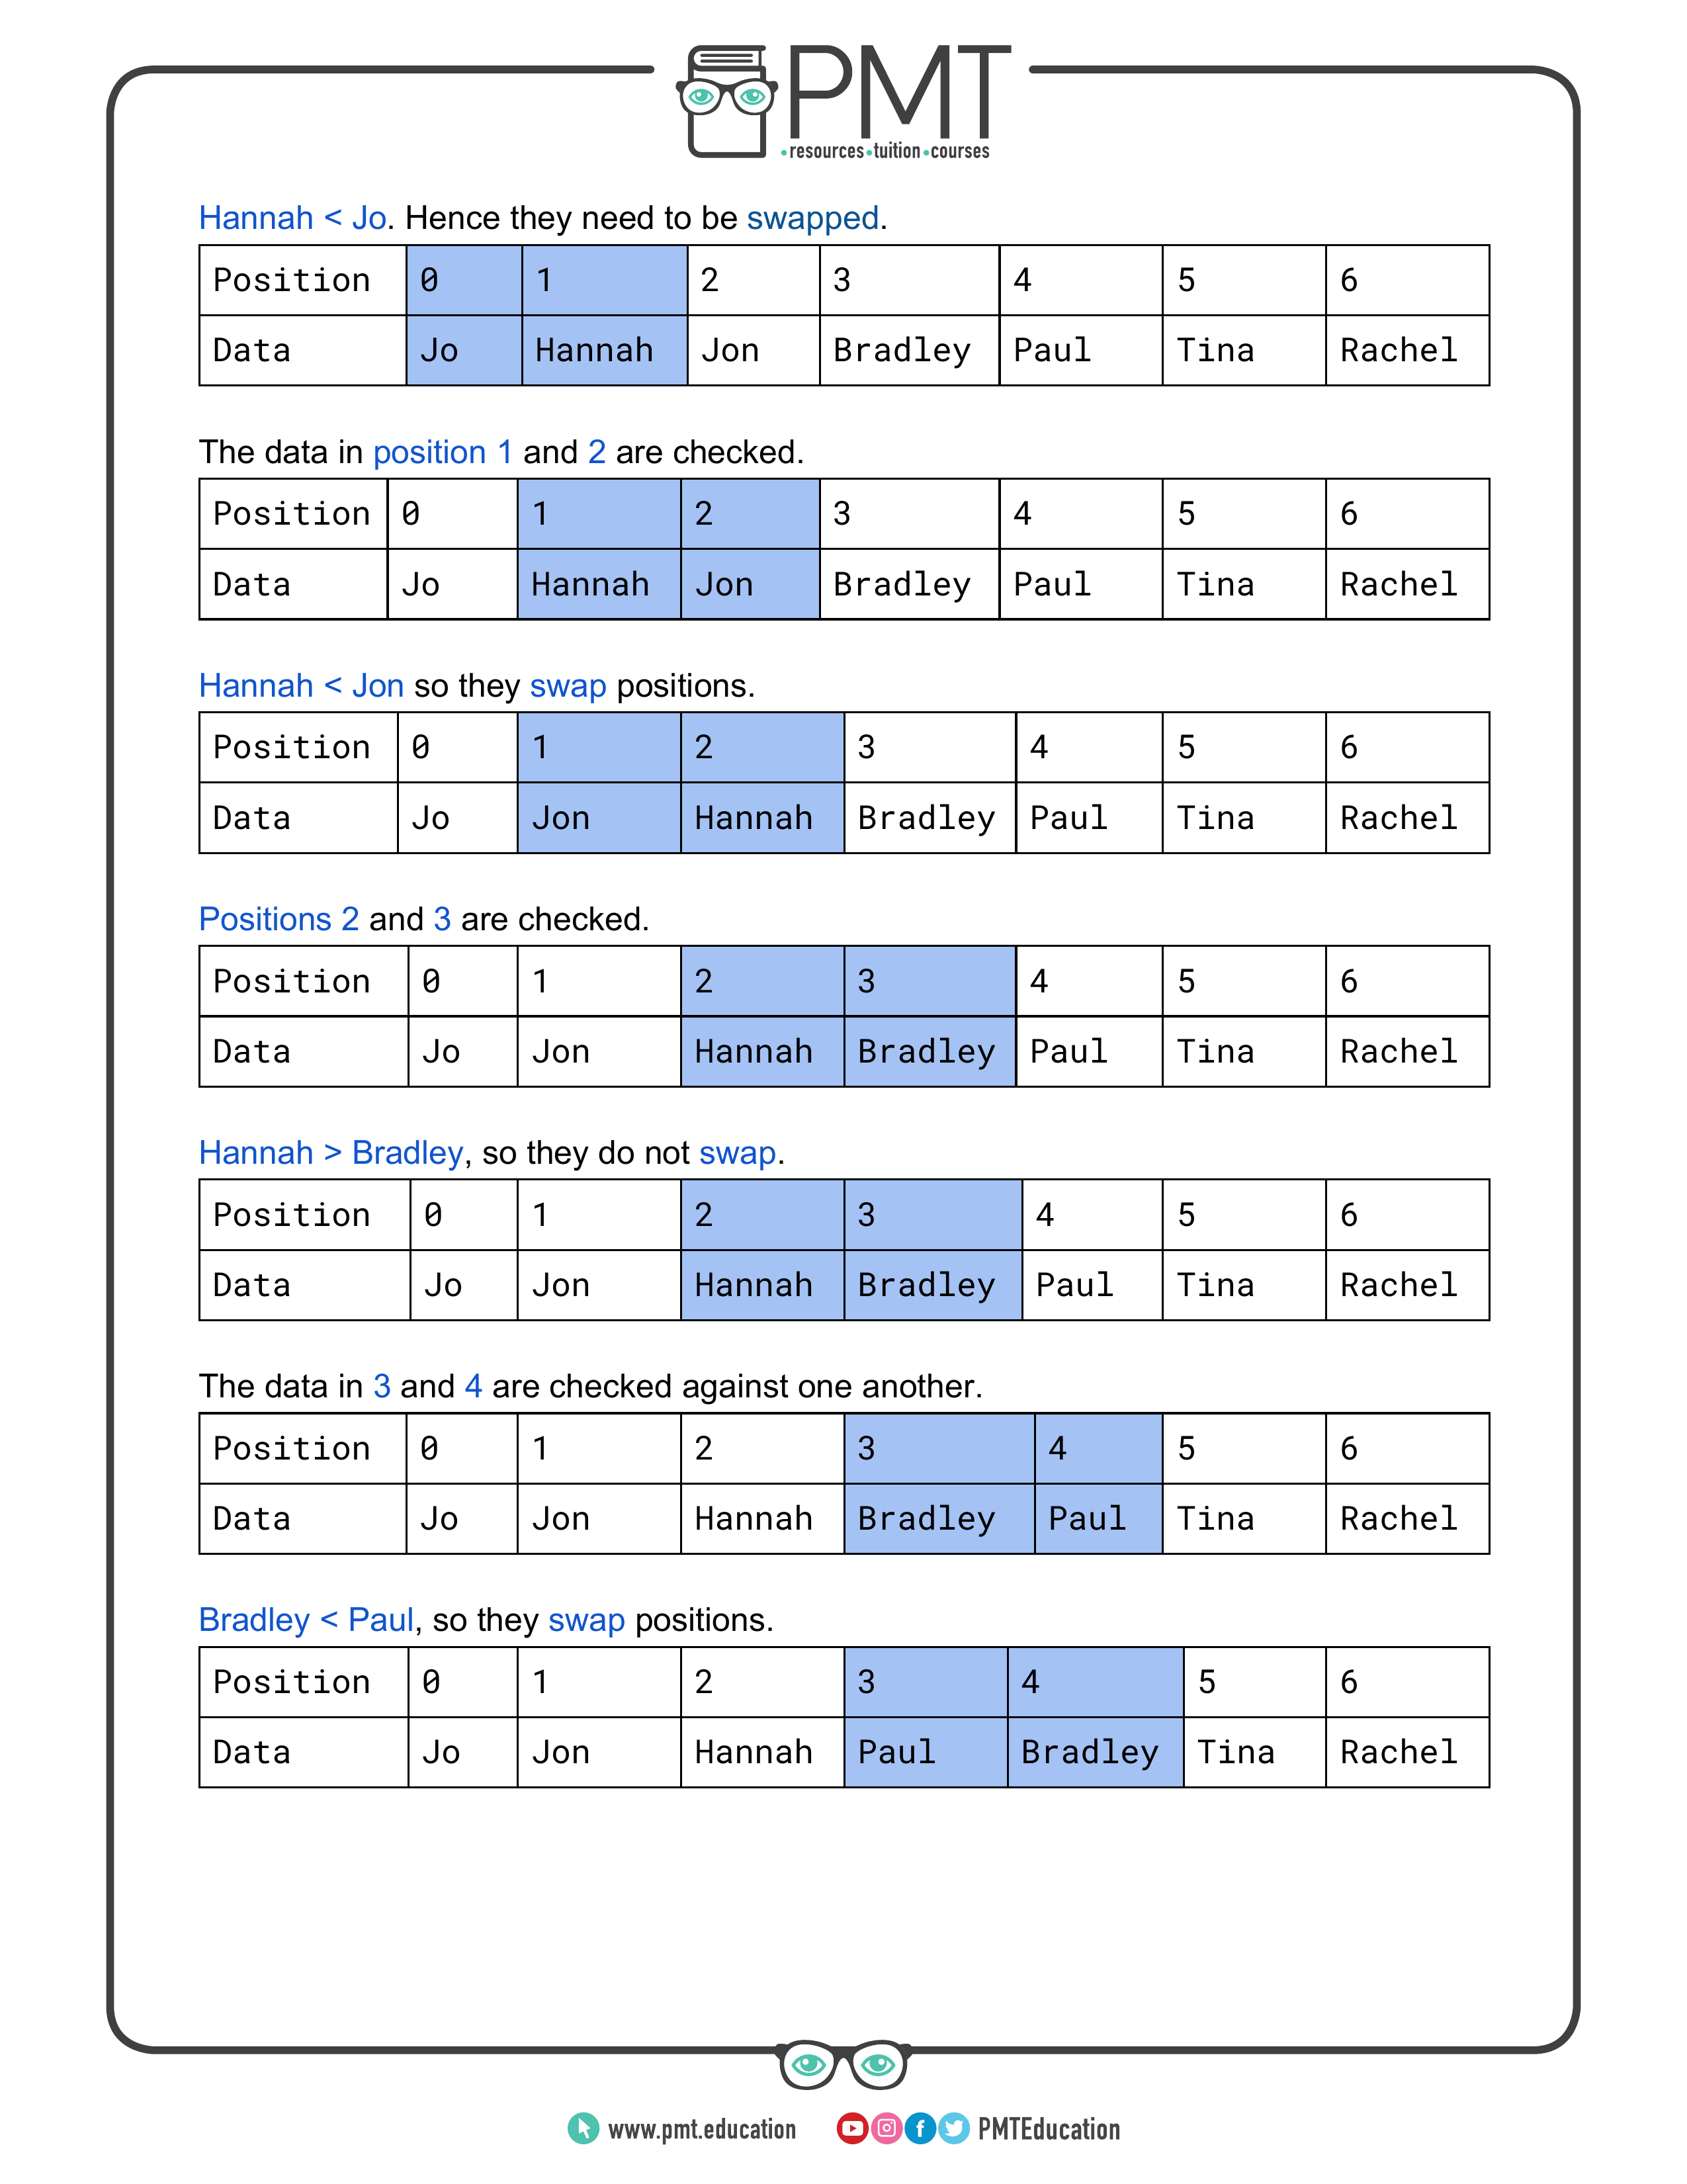 PMT
•resources•tuition•courses
Hannah < Jo. Hence they need to be swapped.
Position 0 1 2 3 4 5 6
Data Jo Hannah Jon Bradley Paul Tina Rachel
The data in position 1 and 2 are checked.
Position 0 1 2 3 4 5 6
Data Jo Hannah Jon Bradley Paul Tina Rachel
Hannah < Jon so they swap positions.
Position 0 1 2 3 4 5 6
Data Jo Jon Hannah Bradley Paul Tina Rachel
Positions 2 and 3 are checked.
Position 0 1 2 3 4 5 6
Data Jo Jon Hannah Bradley Paul Tina Rachel
Hannah > Bradley, so they do not swap.
Position 0 1 2 3 4 5 6
Data Jo Jon Hannah Bradley Paul Tina Rachel
The data in 3 and 4 are checked against one another.
Position 0 1 2 3 4 5 6
Data Jo Jon Hannah Bradley Paul Tina Rachel
Bradley < Paul, so they swap positions.
Position 0 1 2 3 4 5 6
Data Jo Jon Hannah Paul Bradley Tina Rachel
www.pmt.education PMTEducation